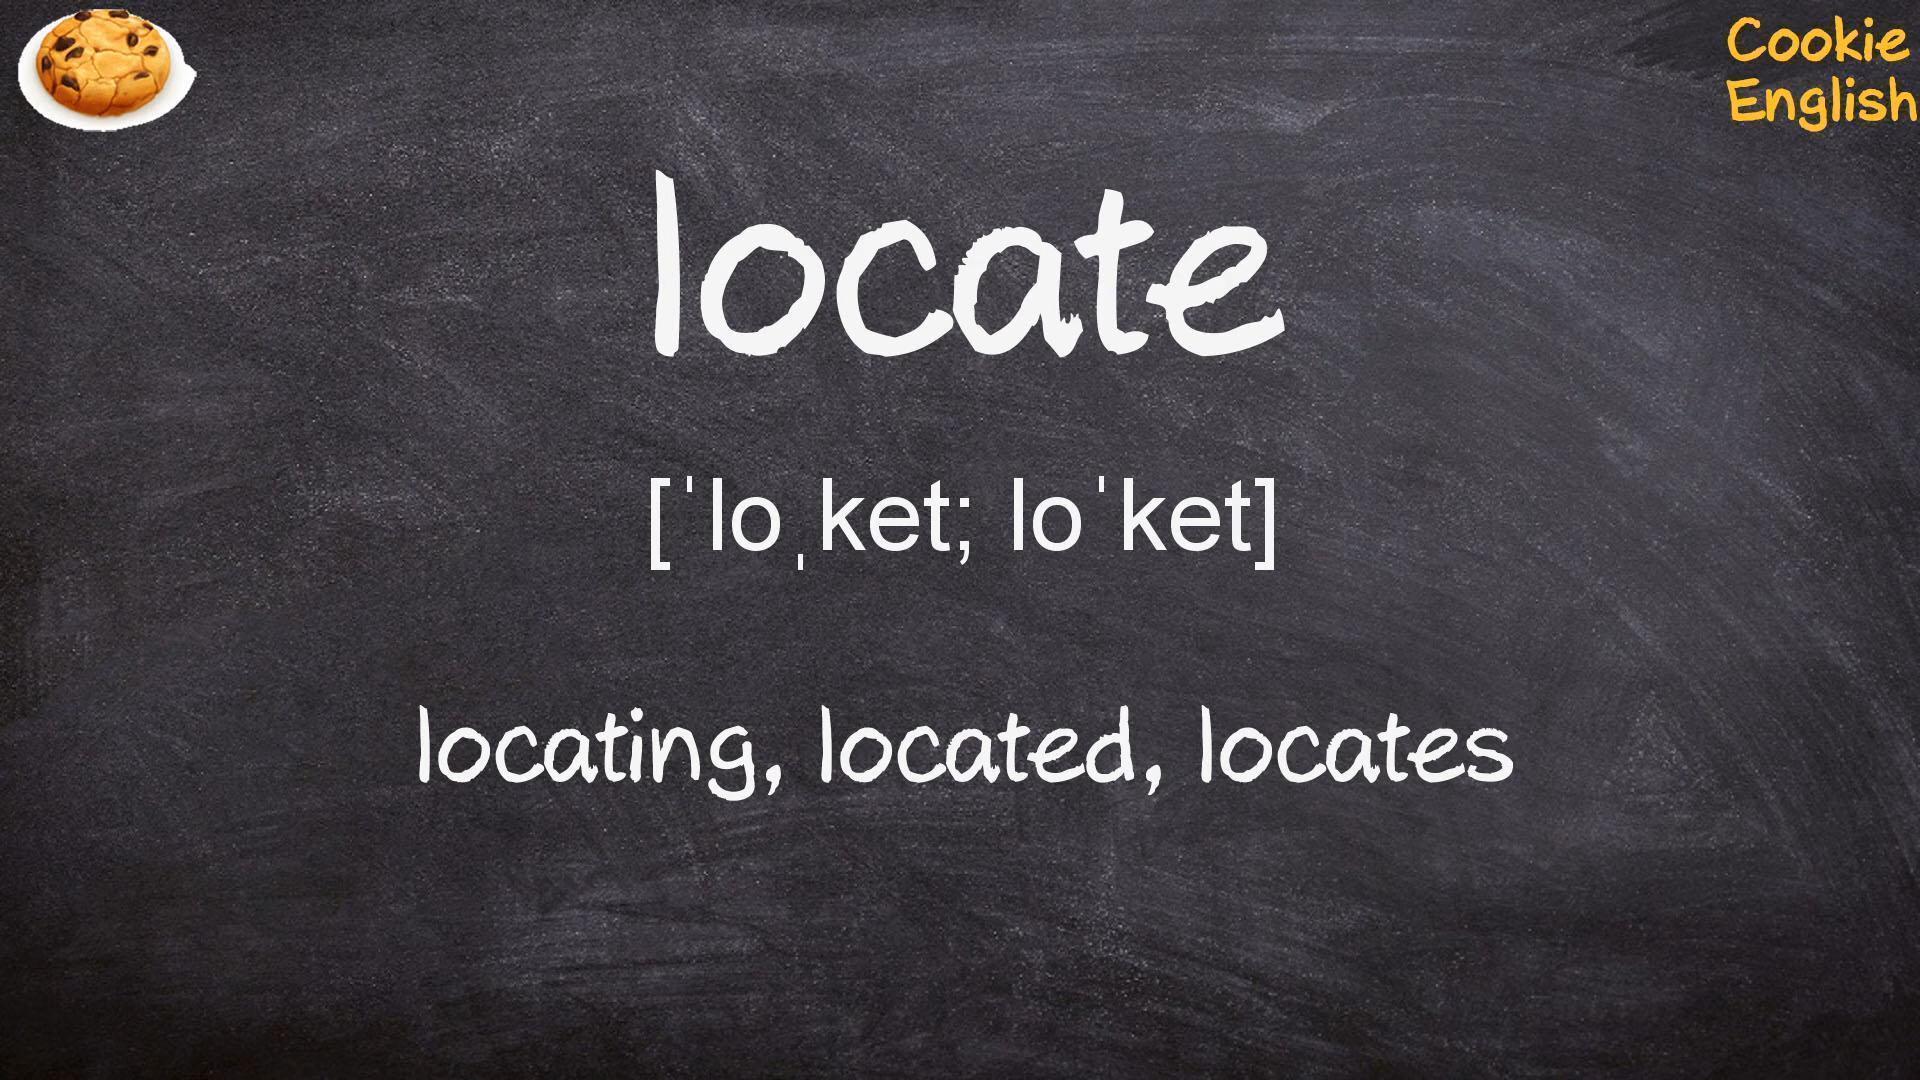 Cookie
English
locate
[ˈloˌket; loˈket]
locating, located, locates